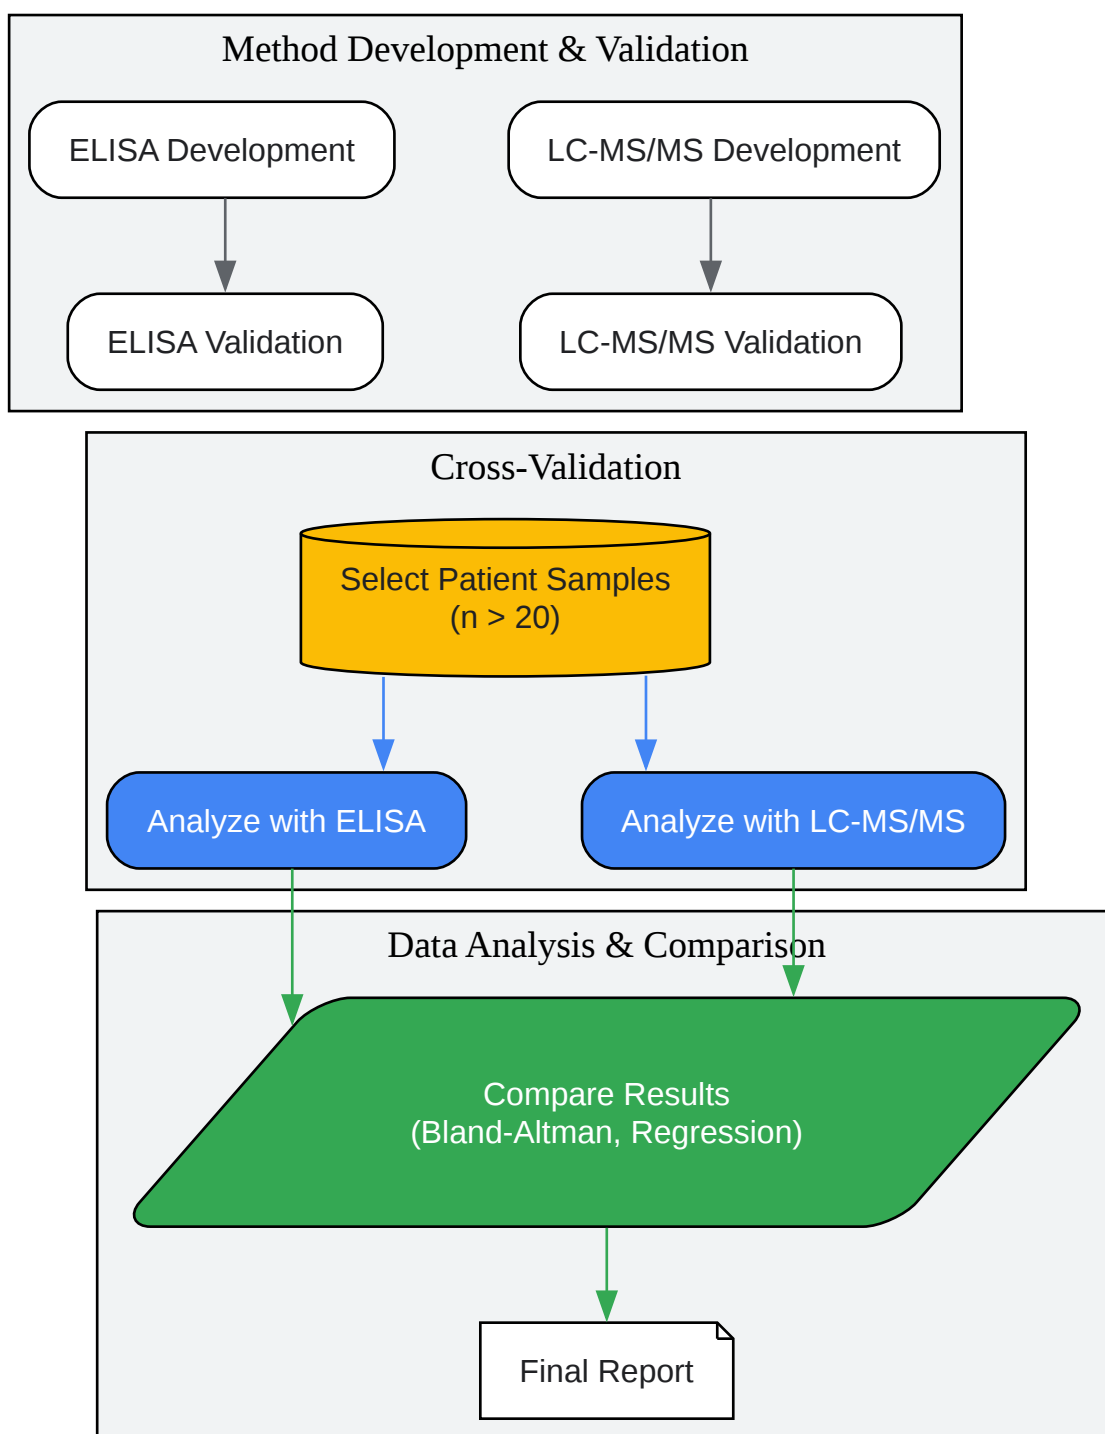 Method Development & Validation
ELISA Development
LC-MS/MS Development
ELISA Validation
LC-MS/MS Validation
Cross-Validation
Select Patient Samples
(n > 20)
Analyze with ELISA
Analyze with LC-MS/MS
Data Analysis & Comparison
Compare Results
(Bland-Altman, Regression)
Final Report